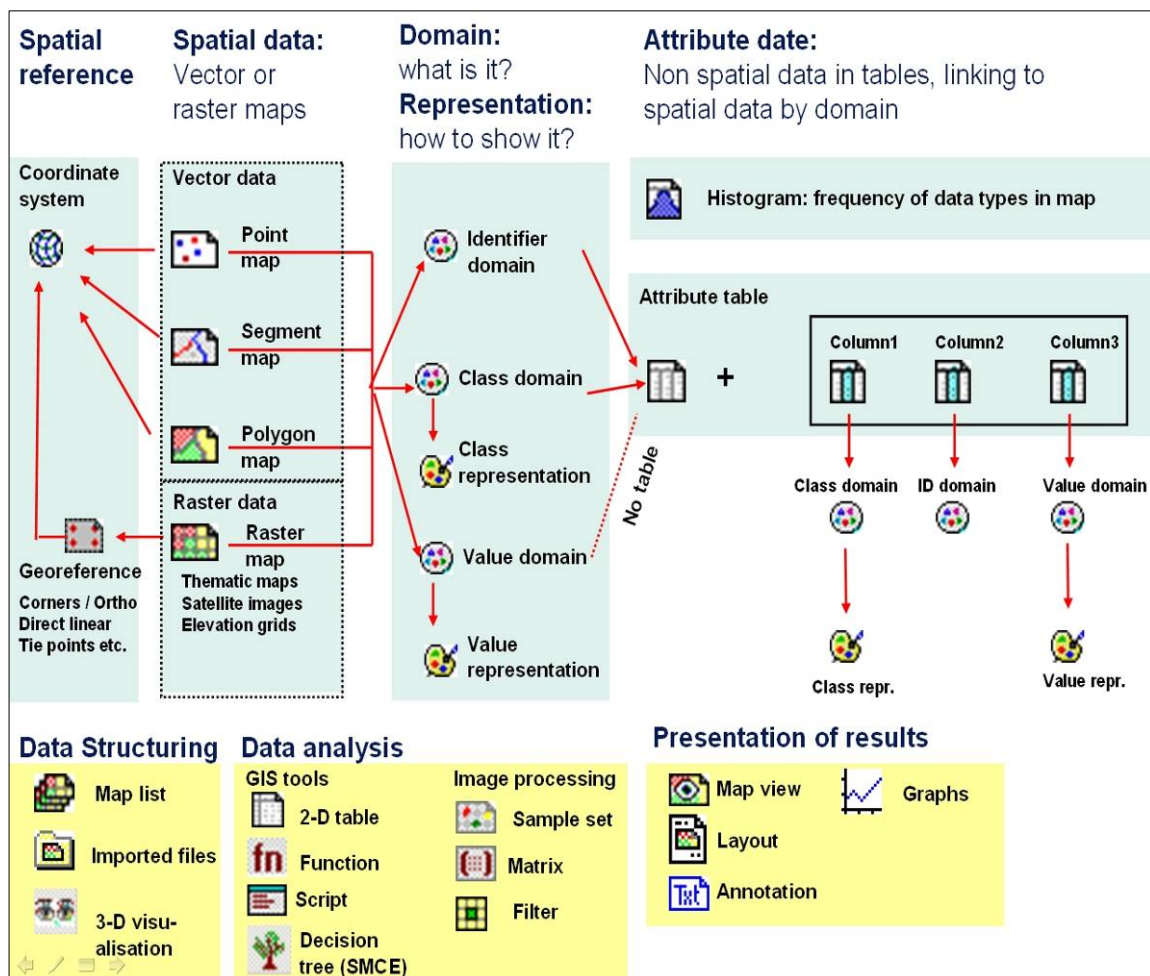 Spatial
reference
Spatial data:
Vector or
raster maps
Domain:
what is it?
Representation:
how to show it?
Attribute date:
Non spatial data in tables, linking to
spatial data by domain
Coordinate
system
Georeference
Corners / Ortho
Direct linear
Tie points etc.
Vector data
Point
map
Segment
map
Polygon
map
Raster data
Raster
map
Thematic maps
Satellite images
Elevation grids
Identifier
domain
Class domain
Class
representation
Value domain
Value
representation
Histogram: frequency of data types in map
Attribute table
+
Column1
Column2
Column3
No table
Class domain
ID domain
Value domain
Class repr.
Value repr.
Data Structuring
Map list
Imported files
3-D visu-
alisation
Data analysis
GIS tools
2-D table
fn
Function
Script
Decision
tree (SMCE)
Image processing
Sample set
Matrix
Filter
Presentation of results
Map view
Graphs
Layout
Txt
Annotation